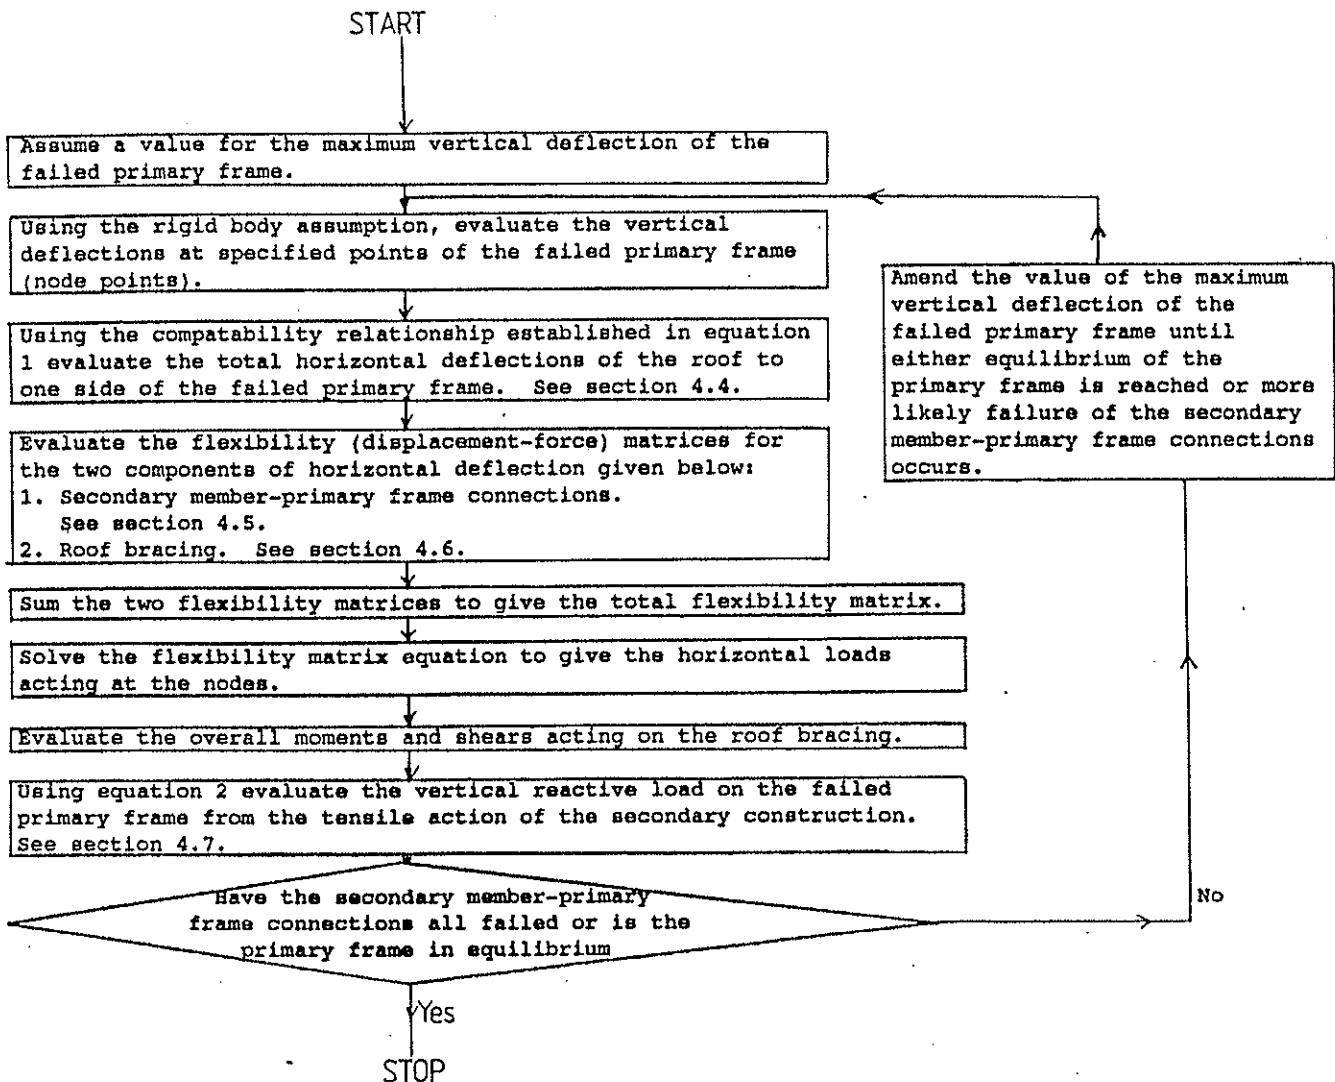 START
Assume a value for the maximum vertical deflection of the
failed primary frame.
Using the rigid body assumption, evaluate the vertical
deflections at specified points of the failed primary frame
(node points).
Using the compatability relationship established in equation
1 evaluate the total horizontal deflections of the roof to
one side of the failed primary frame. See section 4.4.
Evaluate the flexibility (displacement-force) matrices for
the two components of horizontal deflection given below:
1. Secondary member-primary frame connections.
See section 4.5.
2. Roof bracing. See section 4.6.
Sum the two flexibility matrices to give the total flexibility matrix.
Solve the flexibility matrix equation to give the horizontal loads
acting at the nodes.
Evaluate the overall moments and shears acting on the roof bracing.
Using equation 2 evaluate the vertical reactive load on the failed
primary frame from the tensile action of the secondary construction.
See section 4.7.
Have the secondary member-primary
frame connections all failed or is the
primary frame in equilibrium
Yes
STOP
No
Amend the value of the maximum
vertical deflection of the
failed primary frame until
either equilibrium of the
primary frame is reached or more
likely failure of the secondary
member-primary frame connections
occurs.